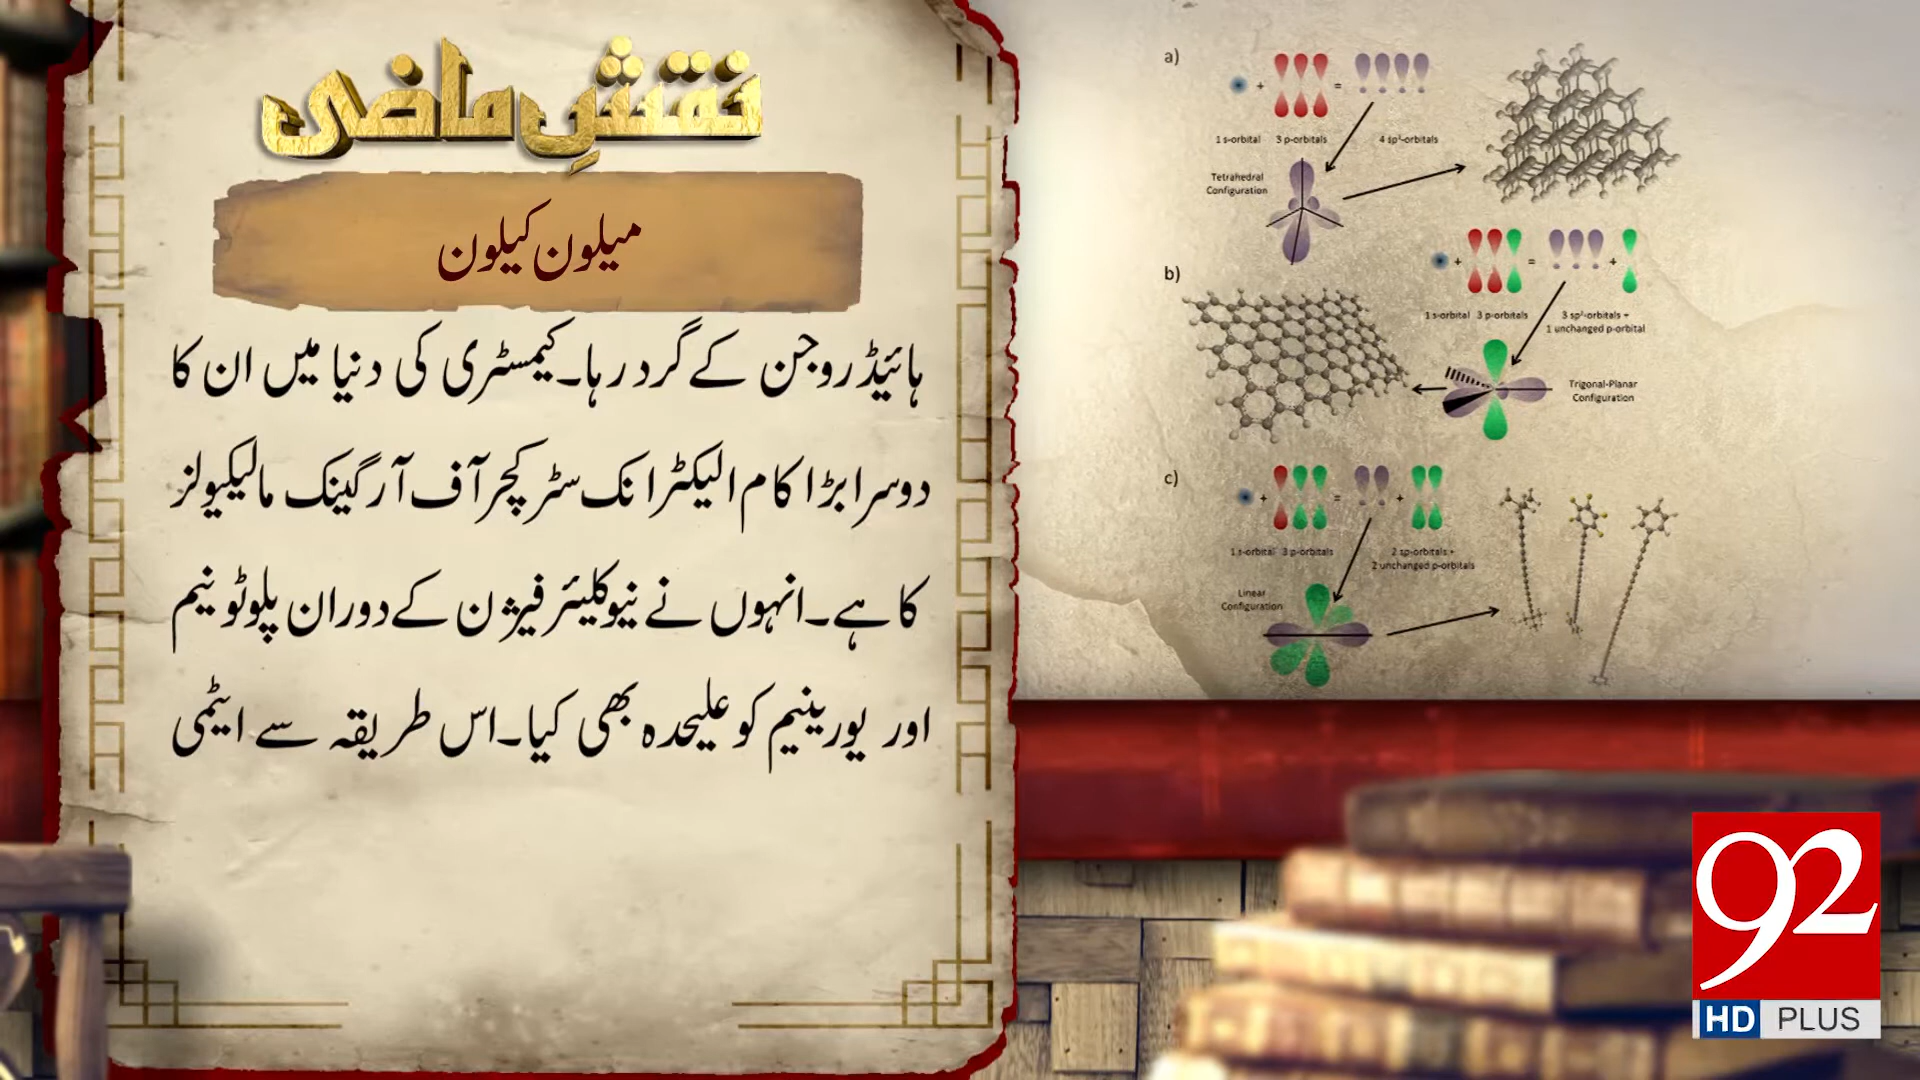 نقشِ ماضی
میلون کیلون
ہائیڈروجن کے گرد رہا۔ کیمسٹری کی دنیا میں ان کا
دوسرا بڑا کام الیکٹرانک سٹرکچر آف آرگینک مالیکیولز
کا ہے۔ انہوں نے نیوکلیئر فیژن کے دوران پلوٹونیم
اور یورینیم کو علیحدہ بھی کیا۔ اس طریقہ سے ایٹمی
a)
+ =
1 s-orbital 3 p-orbitals 4 sp³-orbitals
Tetrahedral
Configuration
b)
+ = +
1 s-orbital 3 p-orbitals 3 sp²-orbitals +
1 unchanged p-orbital
Trigonal-Planar
Configuration
c)
+ = +
1 s-orbital 3 p-orbitals 2 sp-orbitals +
2 unchanged p-orbitals
Linear
Configuration
92
HD PLUS